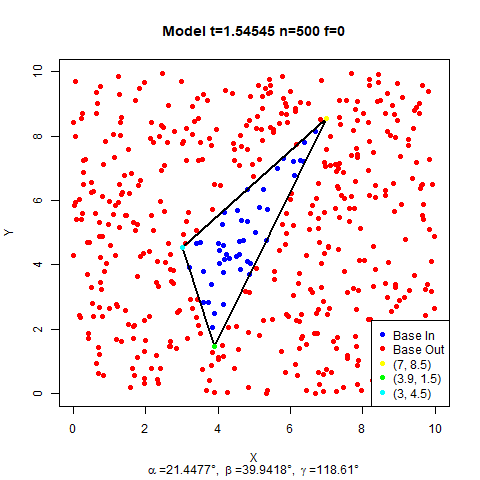 Model t=1.54545 n=500 f=0
Y
10
8
6
4
2
0
0 2 4 6 8 10
Base In
Base Out
(7, 8.5)
(3.9, 1.5)
(3, 4.5)
X
α=21.4477°, β=39.9418°, γ=118.61°